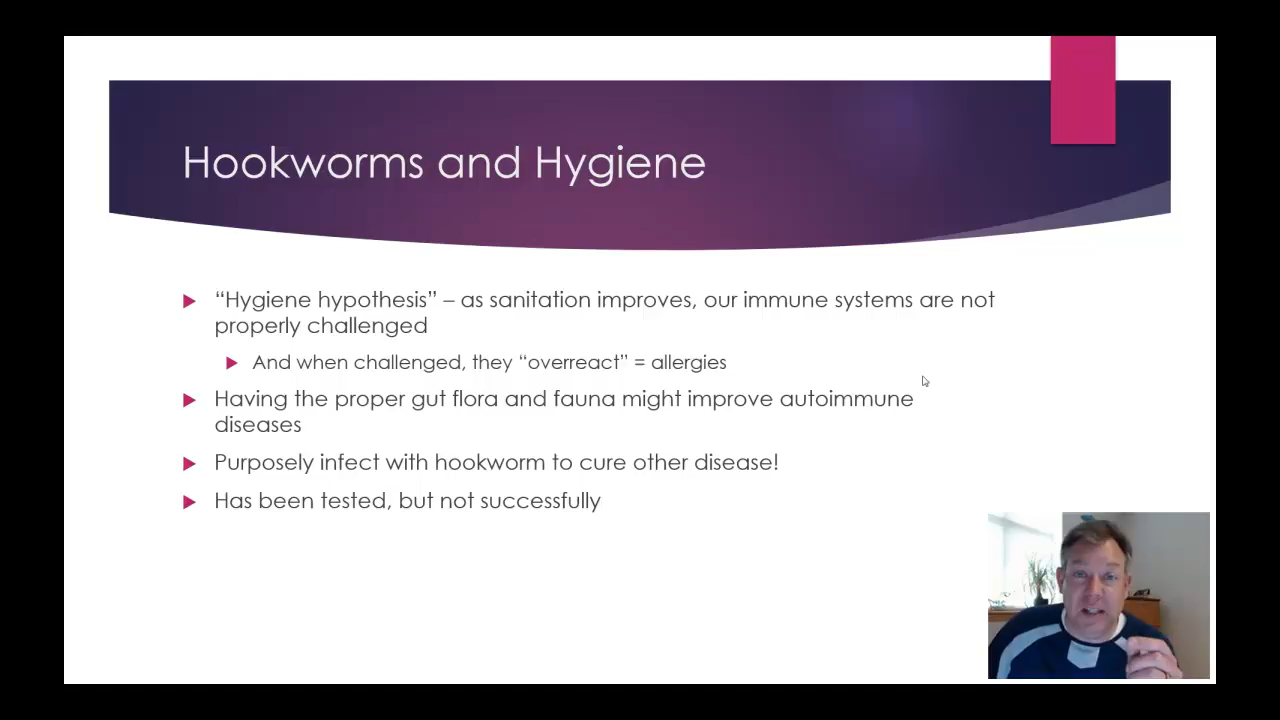 Hookworms and Hygiene
“Hygiene hypothesis” – as sanitation improves, our immune systems are not
properly challenged
And when challenged, they “overreact” = allergies
Having the proper gut flora and fauna might improve autoimmune
diseases
Purposely infect with hookworm to cure other disease!
Has been tested, but not successfully